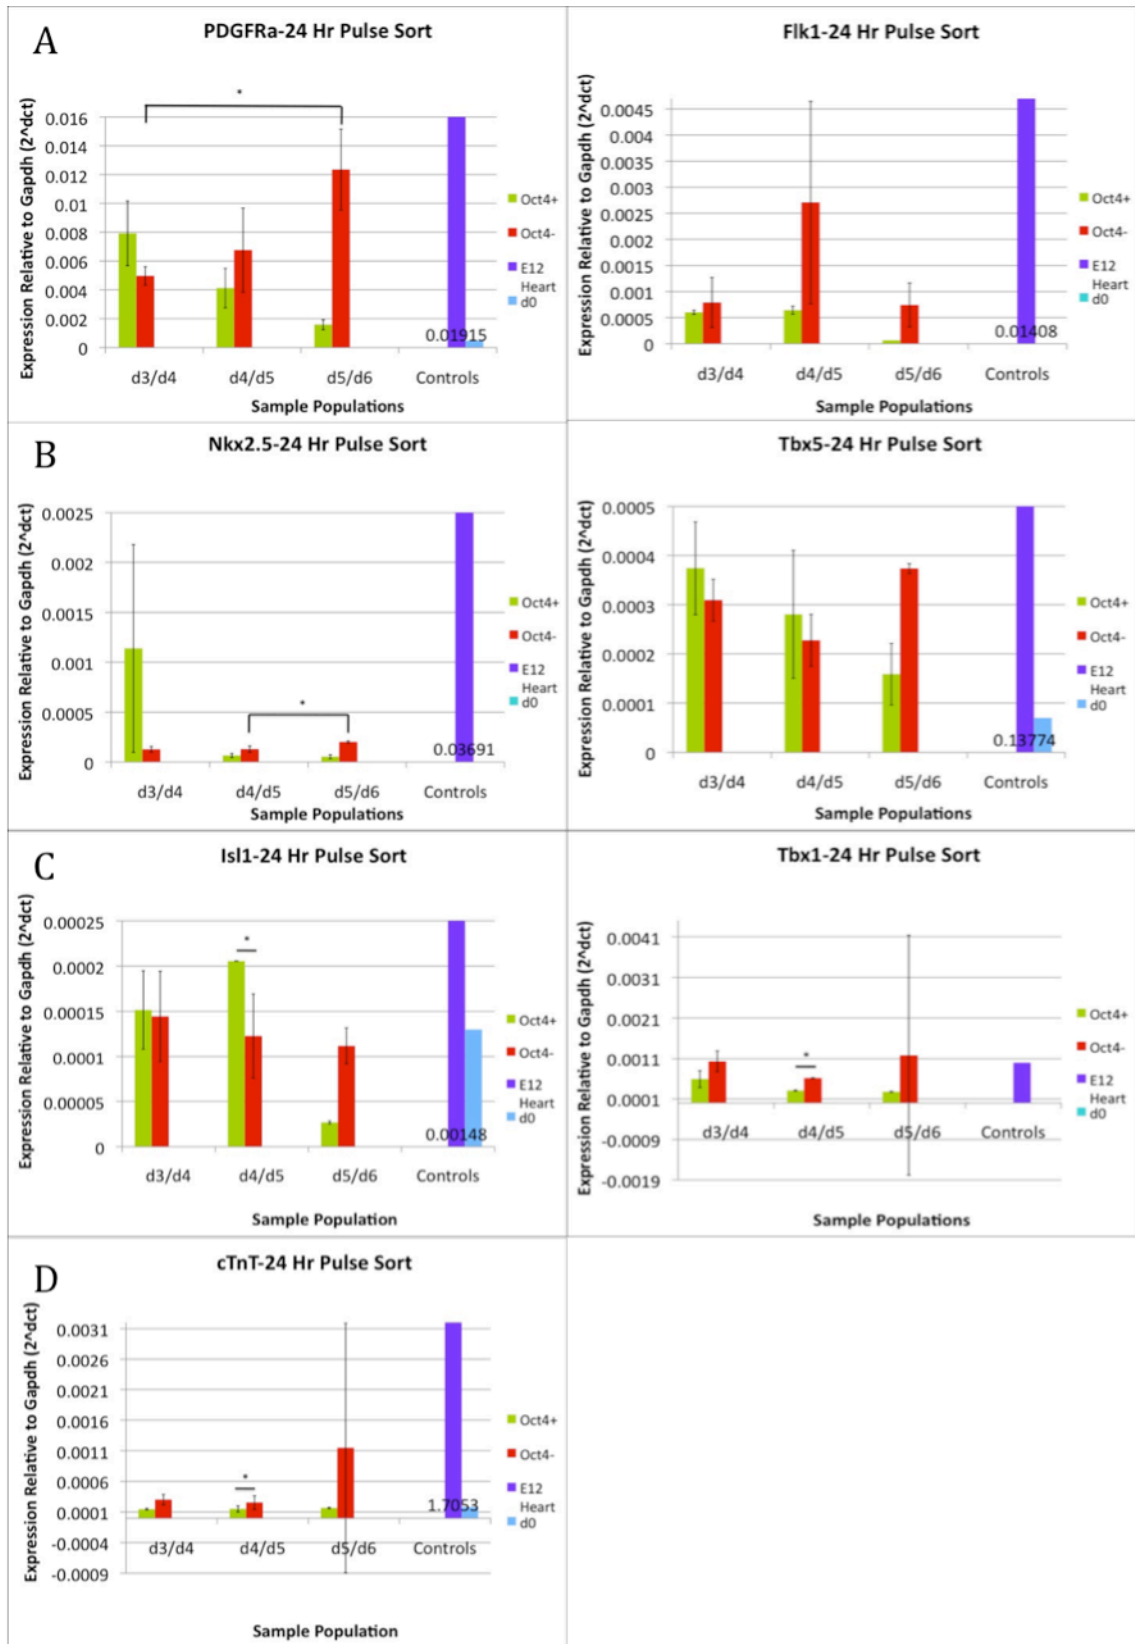 A
PDGFRa-24 Hr Pulse Sort
Expression Relative to Gapdh (2^dct)
*
0.016
0.014
0.012
0.01
0.008
0.006
0.004
0.002
0
0.01915
d3/d4 d4/d5 d5/d6 Controls
Sample Populations
Oct4+
Oct4-
E12
Heart
d0
Flk1-24 Hr Pulse Sort
Expression Relative to Gapdh (2^dct)
0.0045
0.004
0.0035
0.003
0.0025
0.002
0.0015
0.001
0.0005
0
0.01408
d3/d4 d4/d5 d5/d6 Controls
Sample Populations
Oct4+
Oct4-
E12
Heart
d0
B
Nkx2.5-24 Hr Pulse Sort
Expression Relative to Gapdh (2^dct)
0.0025
0.002
0.0015
0.001
0.0005
0
*
0.03691
d3/d4 d4/d5 d5/d6 Controls
Sample Populations
Oct4+
Oct4-
E12
Heart
d0
Tbx5-24 Hr Pulse Sort
Expression Relative to Gapdh (2^dct)
0.0005
0.0004
0.0003
0.0002
0.0001
0
0.13774
d3/d4 d4/d5 d5/d6 Controls
Sample Populations
Oct4+
Oct4-
E12
Heart
d0
C
Isl1-24 Hr Pulse Sort
Expression Relative to Gapdh (2^dct)
0.00025
0.0002
0.00015
0.0001
0.00005
0
*
0.00148
d3/d4 d4/d5 d5/d6 Controls
Sample Population
Oct4+
Oct4-
E12
Heart
d0
Tbx1-24 Hr Pulse Sort
Expression Relative to Gapdh (2^dct)
0.0041
0.0031
0.0021
0.0011
0.0001
-0.0009
-0.0019
*
d3/d4 d4/d5 d5/d6 Controls
Sample Populations
Oct4+
Oct4-
E12
Heart
d0
D
cTnT-24 Hr Pulse Sort
Expression Relative to Gapdh (2^dct)
0.0031
0.0026
0.0021
0.0016
0.0011
0.0006
0.0001
-0.0004
-0.0009
*
1.7053
d3/d4 d4/d5 d5/d6 Controls
Sample Population
Oct4+
Oct4-
E12
Heart
d0